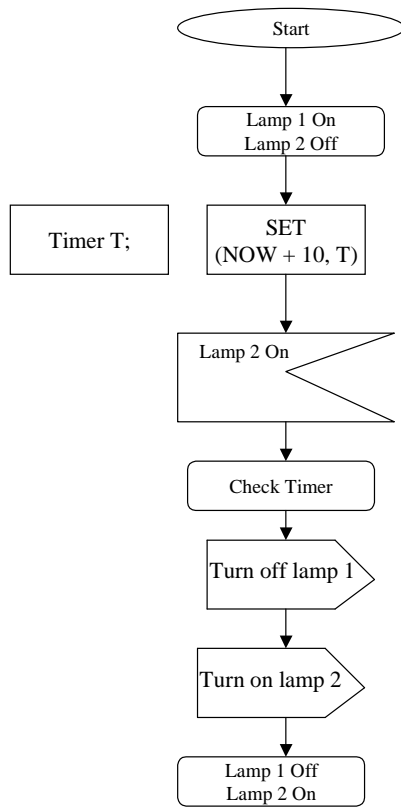 Start
Lamp 1 On
Lamp 2 Off
Timer T;
SET
(NOW + 10, T)
Lamp 2 On
Check Timer
Turn off lamp 1
Turn on lamp 2
Lamp 1 Off
Lamp 2 On